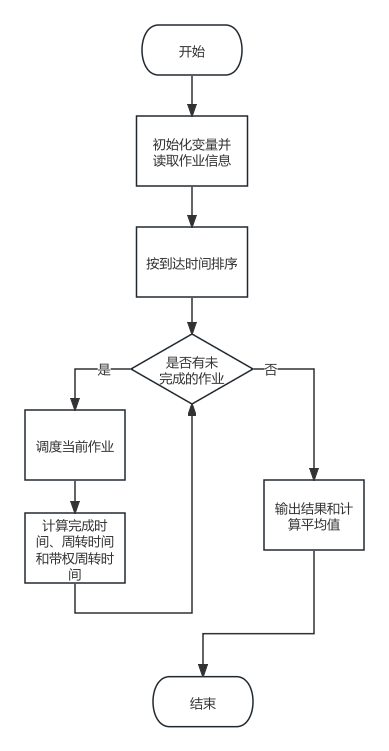 开始
初始化变量并
读取作业信息
按到达时间排序
是否有未
完成的作业
是
否
调度当前作业
计算完成时
间、周转时间
和带权周转时
间
输出结果和计
算平均值
结束